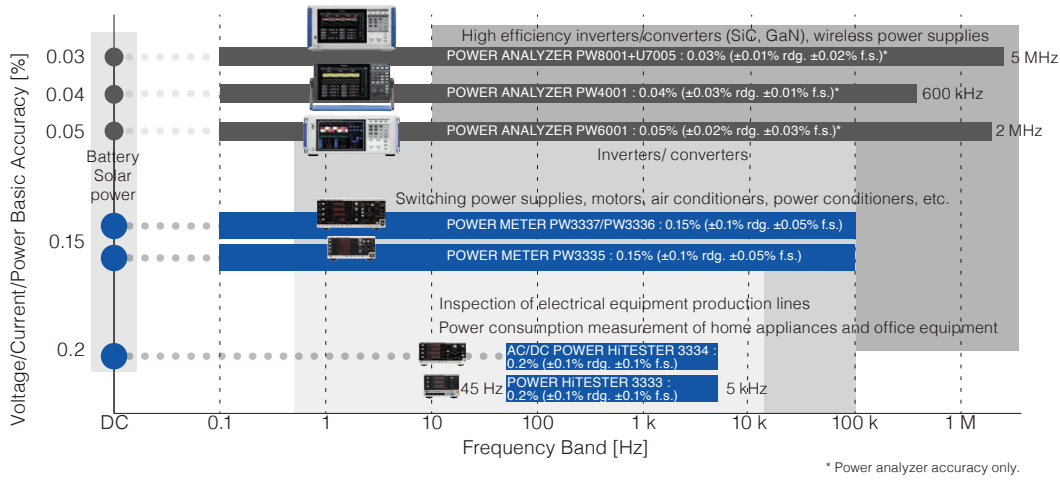 Voltage/Current/Power Basic Accuracy [%]
High efficiency inverters/converters (SiC, GaN), wireless power supplies
0.03
POWER ANALYZER PW8001+U7005 : 0.03% (±0.01% rdg. ±0.02% f.s.)*
5 MHz
0.04
POWER ANALYZER PW4001 : 0.04% (±0.03% rdg. ±0.01% f.s.)*
600 kHz
0.05
POWER ANALYZER PW6001 : 0.05% (±0.02% rdg. ±0.03% f.s.)*
2 MHz
Battery
Solar
power
Inverters/ converters
Switching power supplies, motors, air conditioners, power conditioners, etc.
POWER METER PW3337/PW3336 : 0.15% (±0.1% rdg. ±0.05% f.s.)
0.15
POWER METER PW3335 : 0.15% (±0.1% rdg. ±0.05% f.s.)
Inspection of electrical equipment production lines
Power consumption measurement of home appliances and office equipment
0.2
AC/DC POWER HiTESTER 3334 :
0.2% (±0.1% rdg. ±0.1% f.s.)
45 Hz
POWER HiTESTER 3333 :
0.2% (±0.1% rdg. ±0.1% f.s.)
5 kHz
DC 0.1 1 10 100 1 k 10 k 100 k 1 M
Frequency Band [Hz]
* Power analyzer accuracy only.